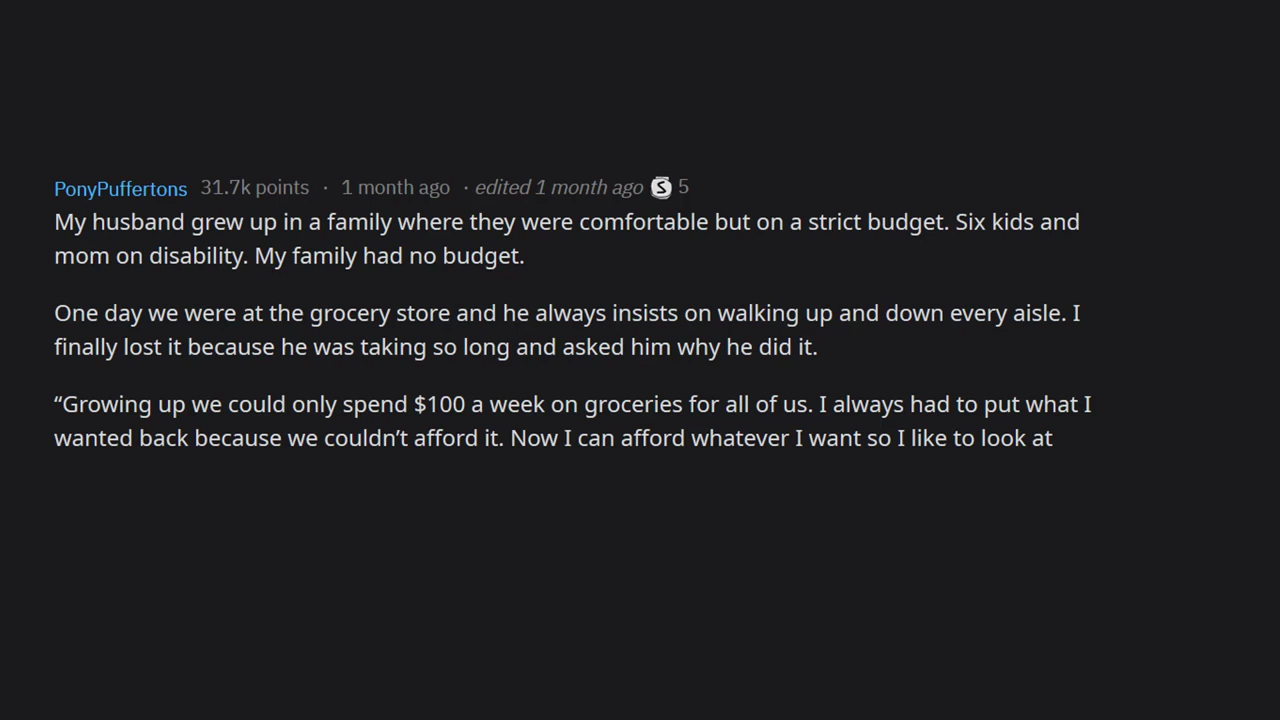 PonyPuffertons 31.7k points · 1 month ago · edited 1 month ago S 5
My husband grew up in a family where they were comfortable but on a strict budget. Six kids and
mom on disability. My family had no budget.
One day we were at the grocery store and he always insists on walking up and down every aisle. I
finally lost it because he was taking so long and asked him why he did it.
“Growing up we could only spend $100 a week on groceries for all of us. I always had to put what I
wanted back because we couldn’t afford it. Now I can afford whatever I want so I like to look at